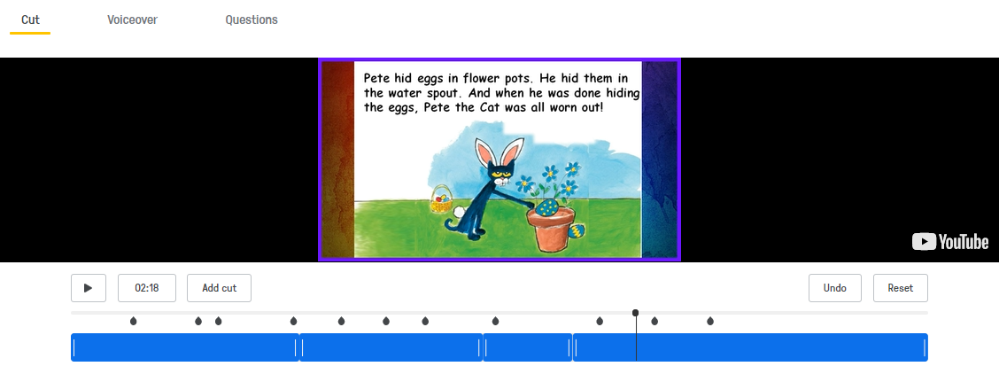 Cut
Voiceover
Questions
Pete hid eggs in flower pots. He hid them in
the water spout. And when he was done hiding
the eggs, Pete the Cat was all worn out!
YouTube
02:18
Add cut
Undo
Reset